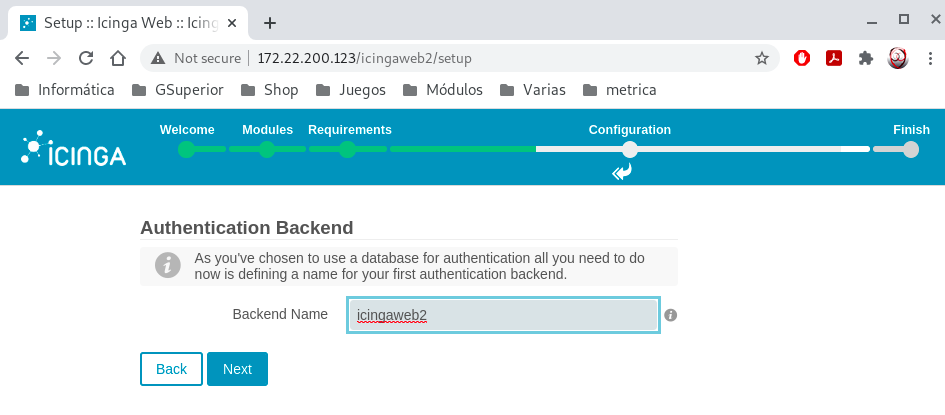 Setup :: Icinga Web :: Icing
Not secure | 172.22.200.123/icingaweb2/setup
Informática GSuperior Shop Juegos Módulos Varias metrica
icinga
Welcome Modules Requirements Configuration Finish
Authentication Backend
As you've chosen to use a database for authentication all you need to do
now is defining a name for your first authentication backend.
Backend Name icingaweb2
Back Next